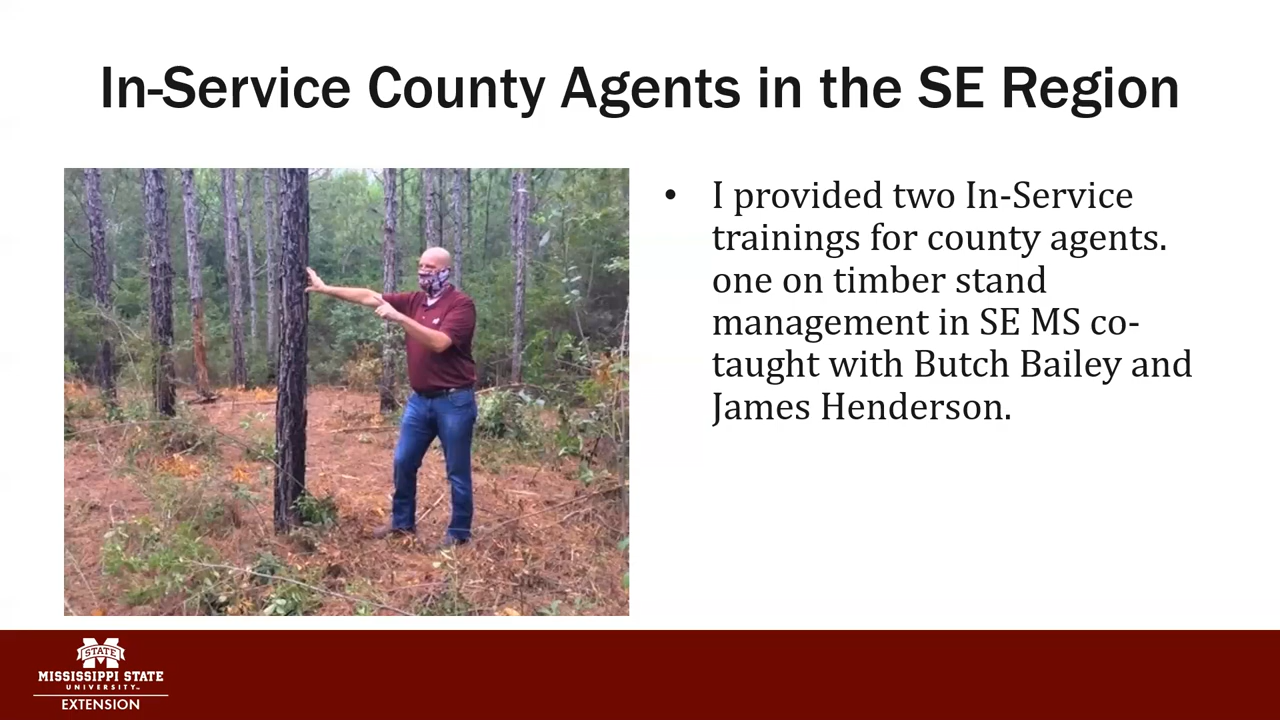 In-Service County Agents in the SE Region
• I provided two In-Service
trainings for county agents.
one on timber stand
management in SE MS co-
taught with Butch Bailey and
James Henderson.
STATE
MISSISSIPPI STATE
UNIVERSITY™
EXTENSION